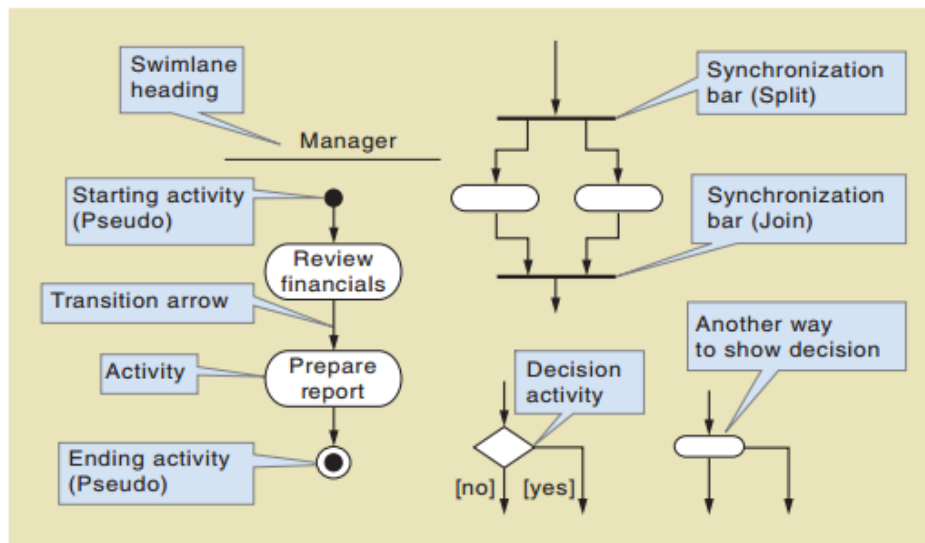 Swimlane
heading
Manager
Starting activity
(Pseudo)
Review
financials
Transition arrow
Activity
Prepare
report
Ending activity
(Pseudo)
Synchronization
bar (Split)
Synchronization
bar (Join)
Decision
activity
[no] [yes]
Another way
to show decision